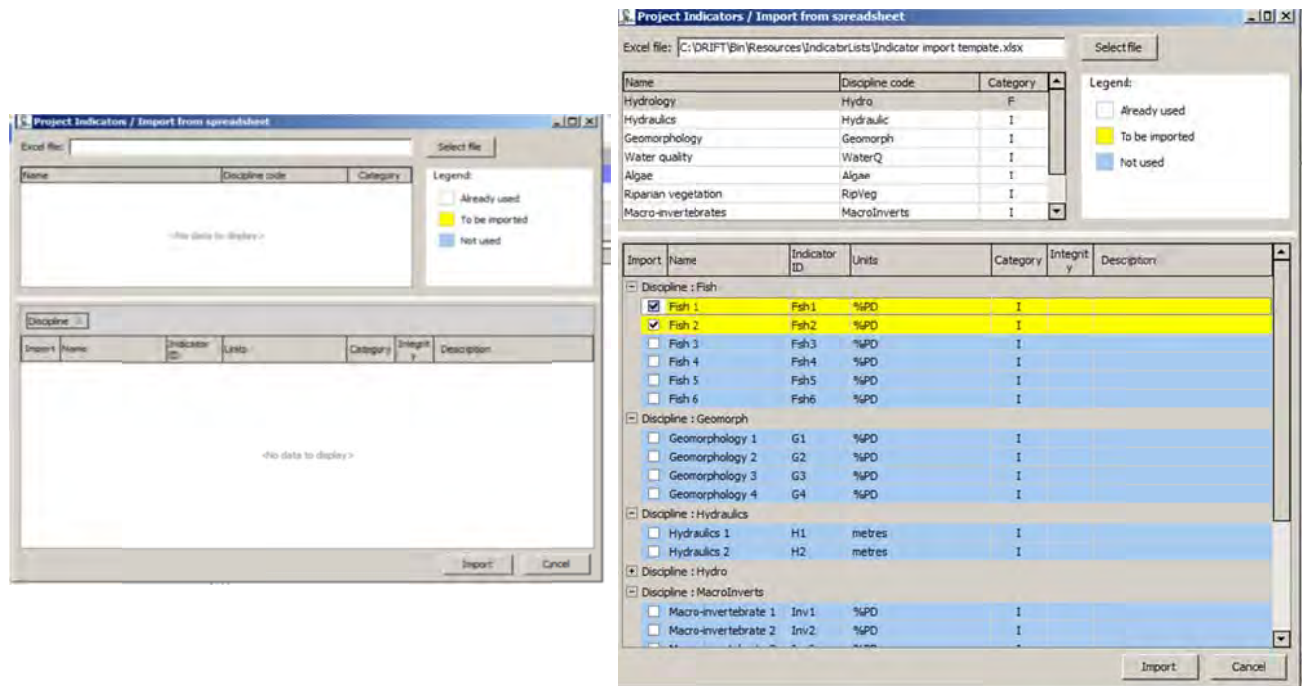 Project Indicators / Import from spreadsheet
Excel file:
Select file
Name Discipline code Category
Legend:
Already used
To be imported
Not used
<No data to display>
Discipline
Import Name Indicator ID Units Category Integrity Description
<No data to display>
Import Cancel
Project Indicators / Import from spreadsheet
Excel file: C:\DRIFT\Bin\Resources\IndicatorLists\Indicator import tempate.xlsx
Select file
Name Discipline code Category
Hydrology Hydro F
Hydraulics Hydraulic I
Geomorphology Geomorph I
Water quality WaterQ I
Algae Algae I
Riparian vegetation RipVeg I
Macro-invertebrates MacroInverts I
Legend:
Already used
To be imported
Not used
Import Name Indicator ID Units Category Integrity Description
Discipline : Fish
Fish 1 Fsh1 %PD I
Fish 2 Fsh2 %PD I
Fish 3 Fsh3 %PD I
Fish 4 Fsh4 %PD I
Fish 5 Fsh5 %PD I
Fish 6 Fsh6 %PD I
Discipline : Geomorph
Geomorphology 1 G1 %PD I
Geomorphology 2 G2 %PD I
Geomorphology 3 G3 %PD I
Geomorphology 4 G4 %PD I
Discipline : Hydraulics
Hydraulics 1 H1 metres I
Hydraulics 2 H2 metres I
Discipline : Hydro
Discipline : MacroInverts
Macro-invertebrate 1 Inv1 %PD I
Macro-invertebrate 2 Inv2 %PD I
Import Cancel